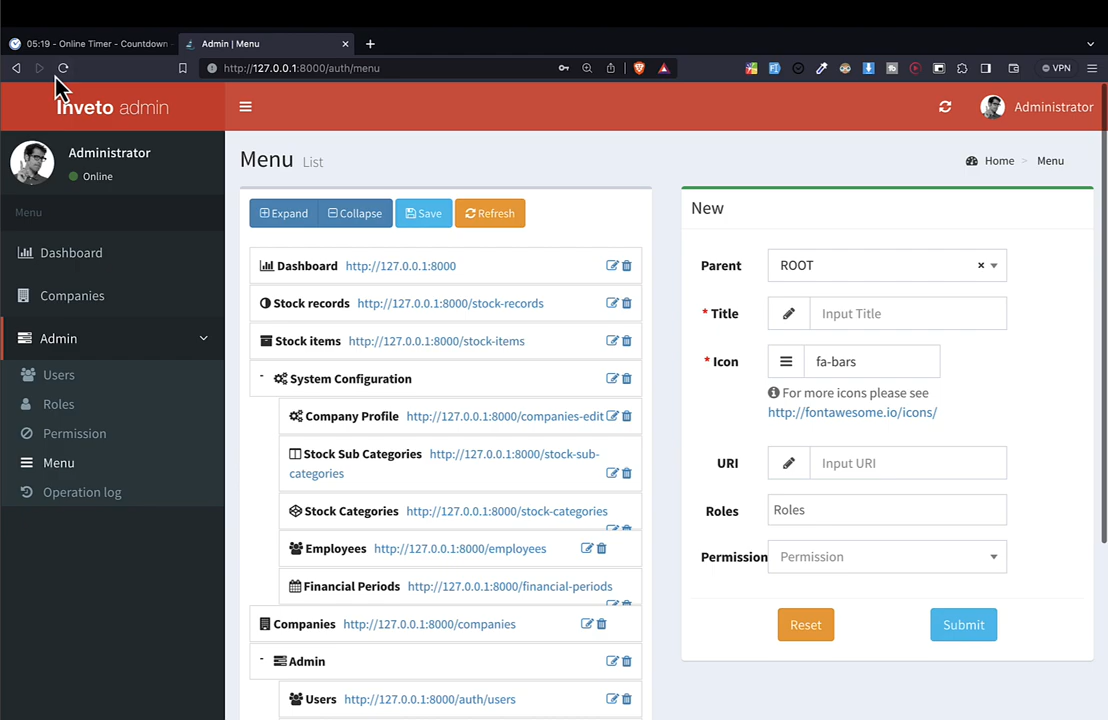 05:19 - Online Timer - Countdown
Admin | Menu
http://127.0.0.1:8000/auth/menu
VPN
Inveto admin
Administrator
Administrator
Online
Menu
Dashboard
Companies
Admin
Users
Roles
Permission
Menu
Operation log
Menu List
Home > Menu
Expand
Collapse
Save
Refresh
Dashboard http://127.0.0.1:8000
Stock records http://127.0.0.1:8000/stock-records
Stock items http://127.0.0.1:8000/stock-items
System Configuration
Company Profile http://127.0.0.1:8000/companies-edit
Stock Sub Categories http://127.0.0.1:8000/stock-sub-
categories
Stock Categories http://127.0.0.1:8000/stock-categories
Employees http://127.0.0.1:8000/employees
Financial Periods http://127.0.0.1:8000/financial-periods
Companies http://127.0.0.1:8000/companies
Admin
Users http://127.0.0.1:8000/auth/users
New
Parent ROOT
* Title Input Title
* Icon fa-bars
For more icons please see
http://fontawesome.io/icons/
URI Input URI
Roles Roles
Permission Permission
Reset
Submit